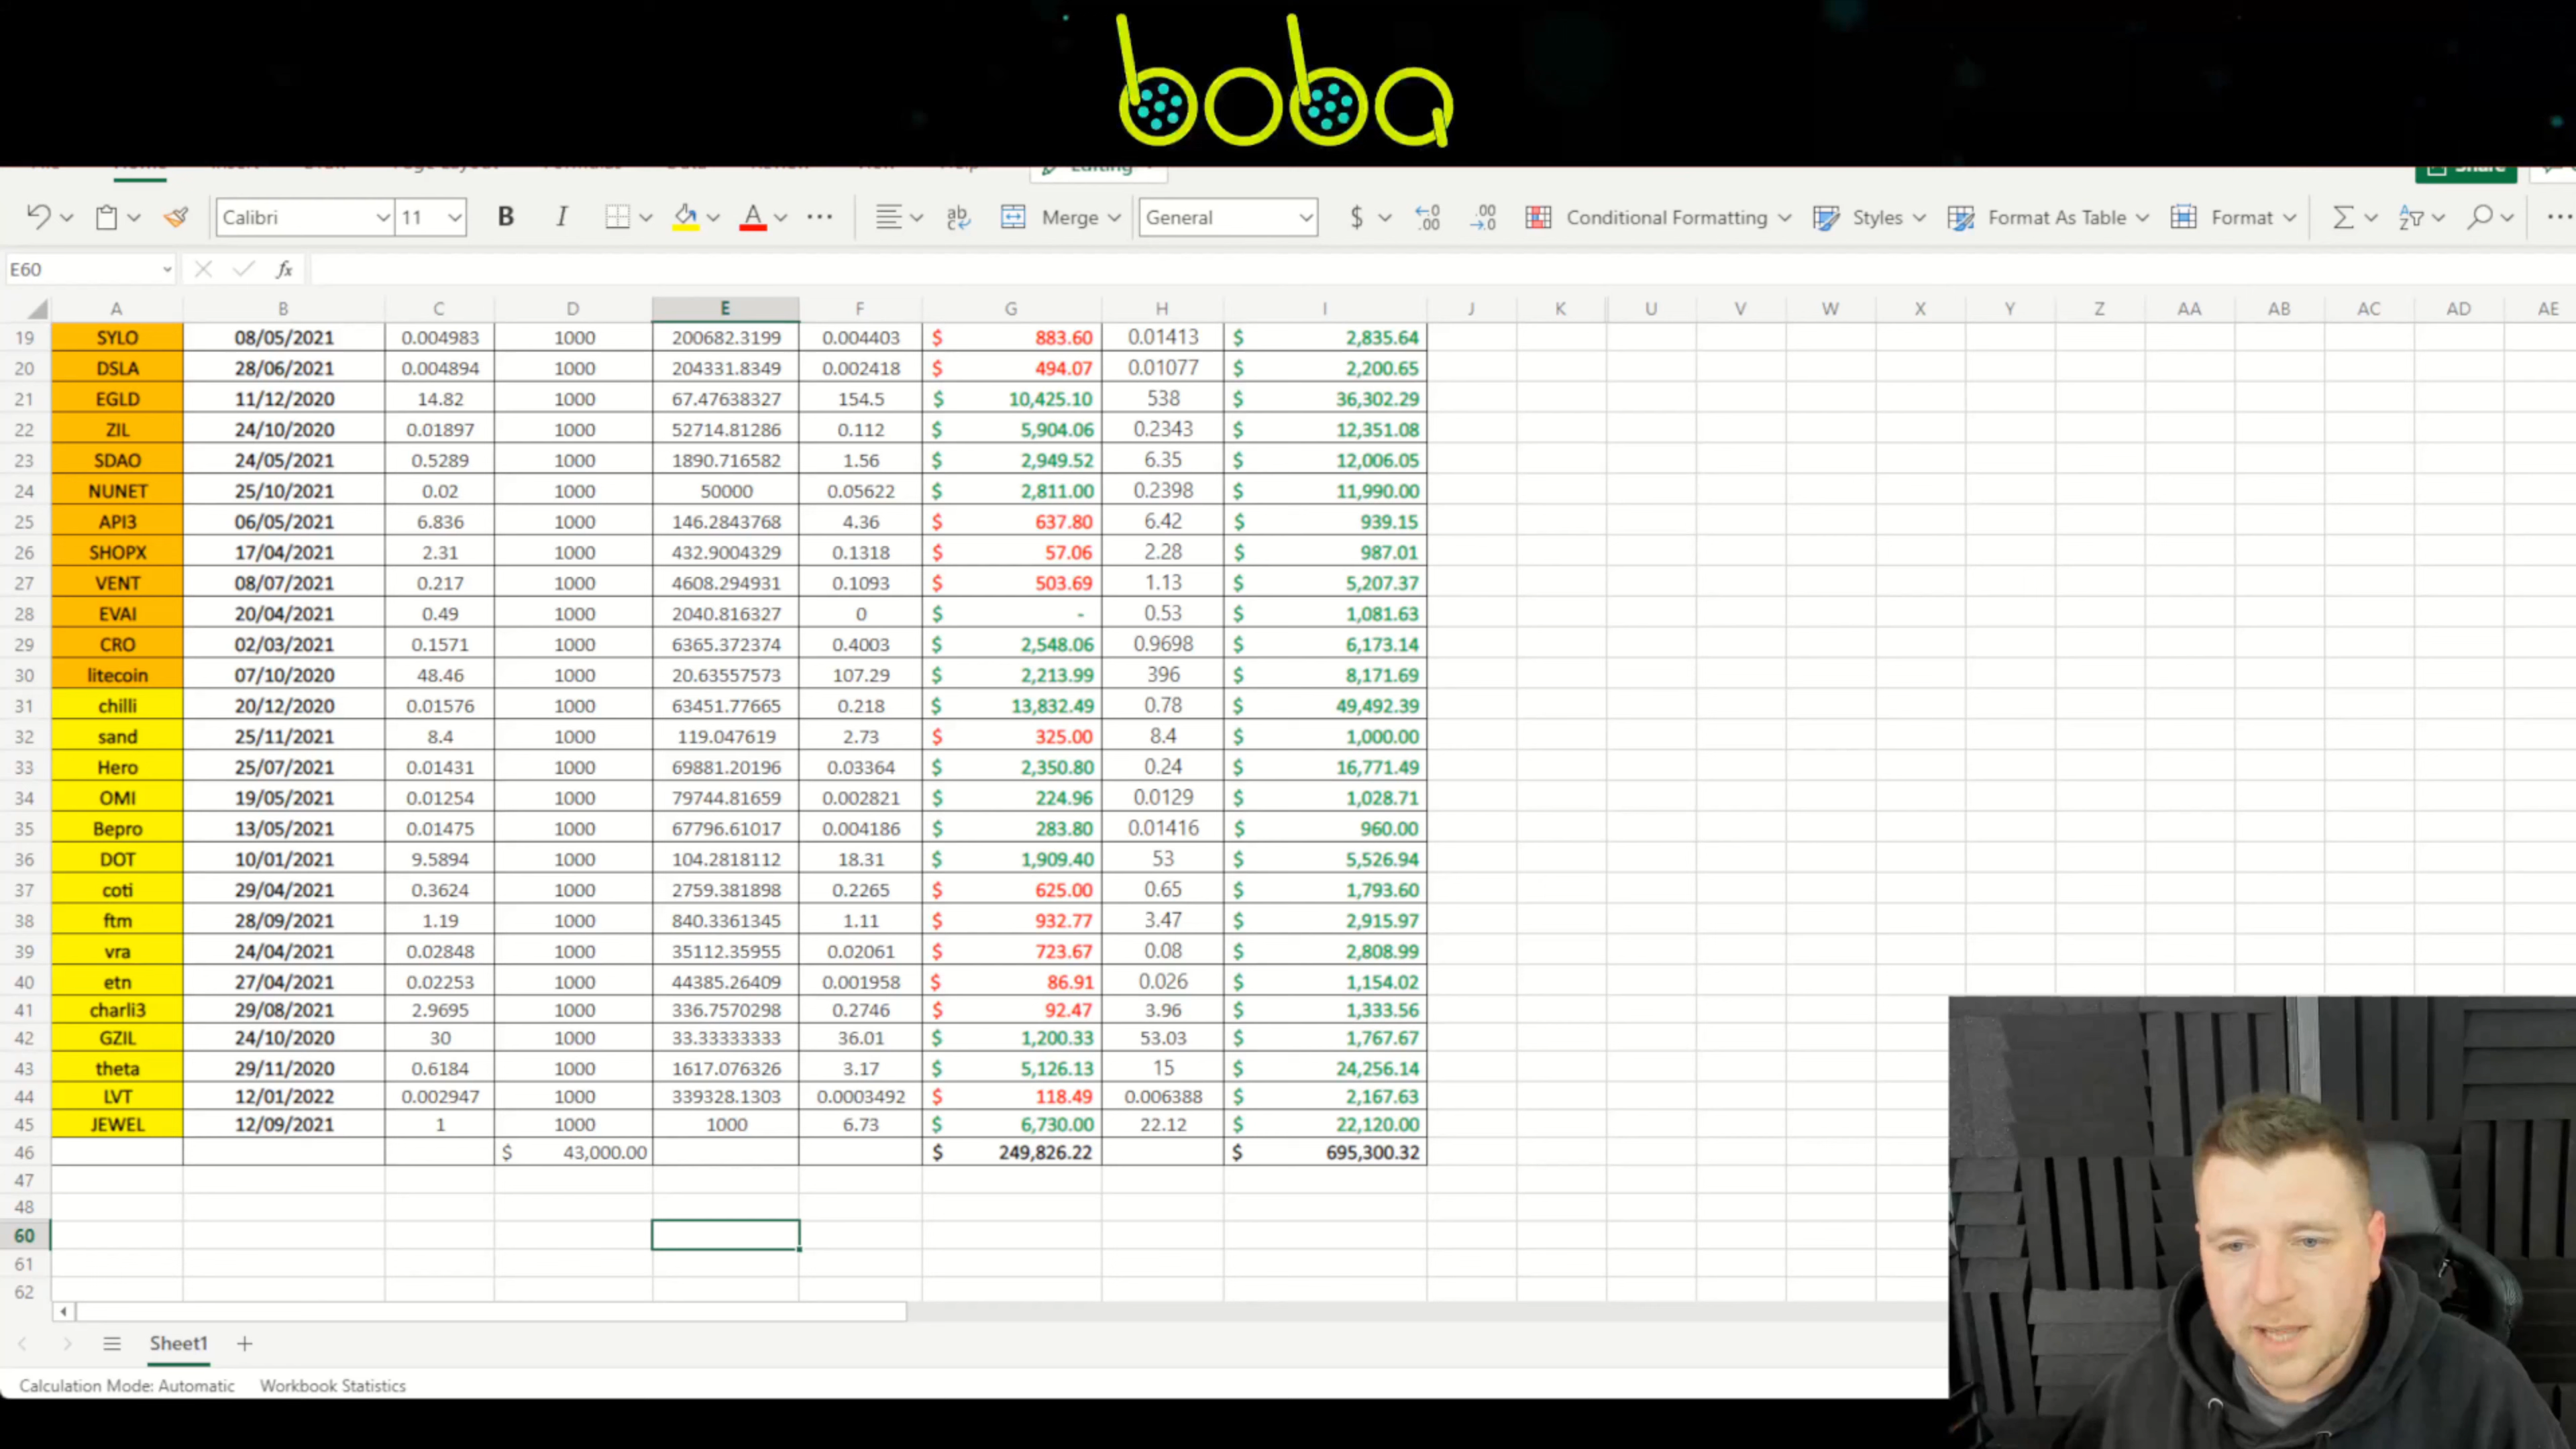 boba
Home
Editing
Share
Calibri 11 B I A ... ab c Merge General $ .00 .00 Conditional Formatting Styles Format As Table Format Σ ...
E60 fx
A B C D E F G H I J K U V W X Y Z AA AB AC AD AE
19 SYLO 08/05/2021 0.004983 1000 200682.3199 0.004403 $ 883.60 0.01413 $ 2,835.64
20 DSLA 28/06/2021 0.004894 1000 204331.8349 0.002418 $ 494.07 0.01077 $ 2,200.65
21 EGLD 11/12/2020 14.82 1000 67.47638327 154.5 $ 10,425.10 538 $ 36,302.29
22 ZIL 24/10/2020 0.01897 1000 52714.81286 0.112 $ 5,904.06 0.2343 $ 12,351.08
23 SDAO 24/05/2021 0.5289 1000 1890.716582 1.56 $ 2,949.52 6.35 $ 12,006.05
24 NUNET 25/10/2021 0.02 1000 50000 0.05622 $ 2,811.00 0.2398 $ 11,990.00
25 API3 06/05/2021 6.836 1000 146.2843768 4.36 $ 637.80 6.42 $ 939.15
26 SHOPX 17/04/2021 2.31 1000 432.9004329 0.1318 $ 57.06 2.28 $ 987.01
27 VENT 08/07/2021 0.217 1000 4608.294931 0.1093 $ 503.69 1.13 $ 5,207.37
28 EVAI 20/04/2021 0.49 1000 2040.816327 0 $ - 0.53 $ 1,081.63
29 CRO 02/03/2021 0.1571 1000 6365.372374 0.4003 $ 2,548.06 0.9698 $ 6,173.14
30 litecoin 07/10/2020 48.46 1000 20.63557573 107.29 $ 2,213.99 396 $ 8,171.69
31 chilli 20/12/2020 0.01576 1000 63451.77665 0.218 $ 13,832.49 0.78 $ 49,492.39
32 sand 25/11/2021 8.4 1000 119.047619 2.73 $ 325.00 8.4 $ 1,000.00
33 Hero 25/07/2021 0.01431 1000 69881.20196 0.03364 $ 2,350.80 0.24 $ 16,771.49
34 OMI 19/05/2021 0.01254 1000 79744.81659 0.002821 $ 224.96 0.0129 $ 1,028.71
35 Bepro 13/05/2021 0.01475 1000 67796.61017 0.004186 $ 283.80 0.01416 $ 960.00
36 DOT 10/01/2021 9.5894 1000 104.2818112 18.31 $ 1,909.40 53 $ 5,526.94
37 coti 29/04/2021 0.3624 1000 2759.381898 0.2265 $ 625.00 0.65 $ 1,793.60
38 ftm 28/09/2021 1.19 1000 840.3361345 1.11 $ 932.77 3.47 $ 2,915.97
39 vra 24/04/2021 0.02848 1000 35112.35955 0.02061 $ 723.67 0.08 $ 2,808.99
40 etn 27/04/2021 0.02253 1000 44385.26409 0.001958 $ 86.91 0.026 $ 1,154.02
41 charli3 29/08/2021 2.9695 1000 336.7570298 0.2746 $ 92.47 3.96 $ 1,333.56
42 GZIL 24/10/2020 30 1000 33.33333333 36.01 $ 1,200.33 53.03 $ 1,767.67
43 theta 29/11/2020 0.6184 1000 1617.076326 3.17 $ 5,126.13 15 $ 24,256.14
44 LVT 12/01/2022 0.002947 1000 339328.1303 0.0003492 $ 118.49 0.006388 $ 2,167.63
45 JEWEL 12/09/2021 1 1000 1000 6.73 $ 6,730.00 22.12 $ 22,120.00
46 $ 43,000.00 $ 249,826.22 $ 695,300.32
47
48
60
61
62
Sheet1
Calculation Mode: Automatic Workbook Statistics